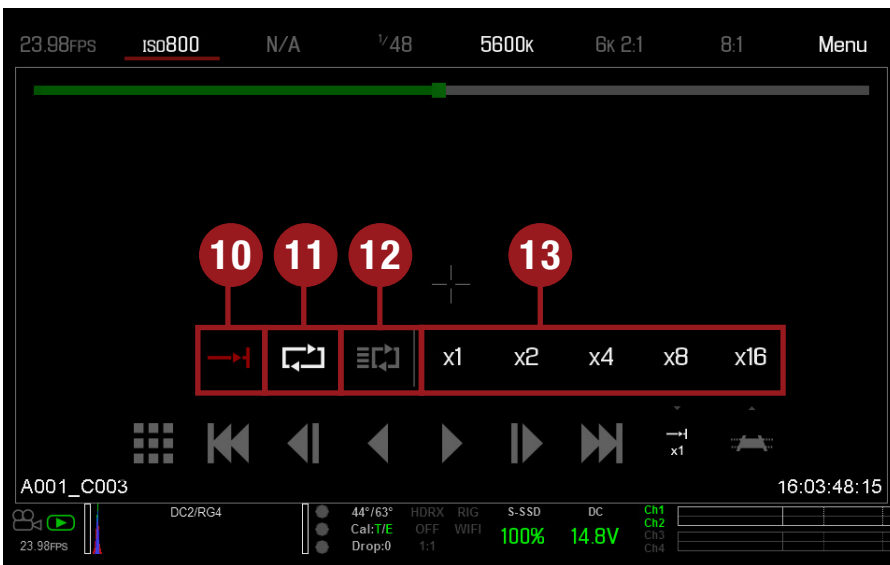 23.98FPS ISO800 N/A 1/48 5600K 6K 2:1 8:1 Menu
10 11 12 13
x1 x2 x4 x8 x16
x1
A001_C003 16:03:48:15
DC2/RG4 44°/63° HDRX RIG S-SSD DC Ch1
Cal:T/E OFF WIFI 100% 14.8V Ch2
23.98FPS Drop:0 1:1 Ch3
Ch4